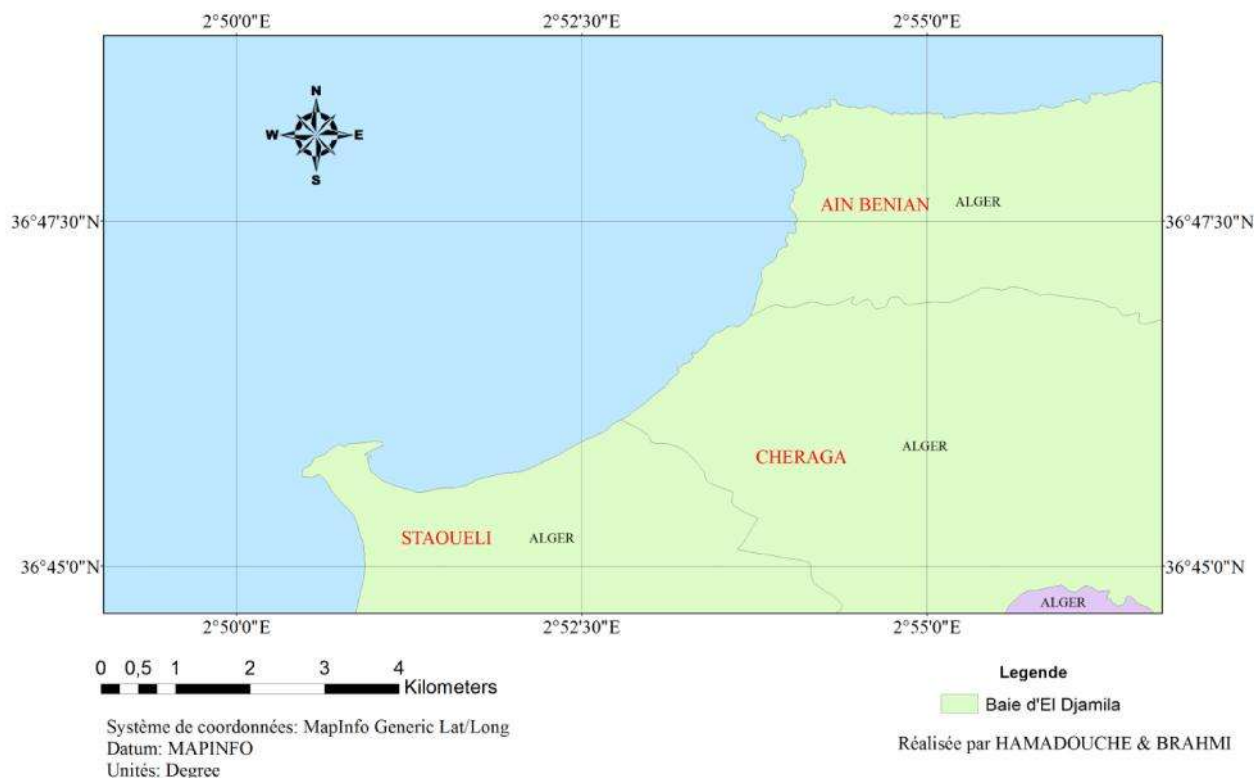 2°50'0"E 2°52'30"E 2°55'0"E
N
W E
S
AIN BENIAN ALGER
36°47'30"N 36°47'30"N
CHERAGA ALGER
STAOUELI ALGER
36°45'0"N 36°45'0"N
ALGER
2°50'0"E 2°52'30"E 2°55'0"E
0 0,5 1 2 3 4
Kilometers
Legende
Baie d'El Djamila
Système de coordonnées: MapInfo Generic Lat/Long
Datum: MAPINFO
Unités: Degree
Réalisée par HAMADOUCHE & BRAHMI